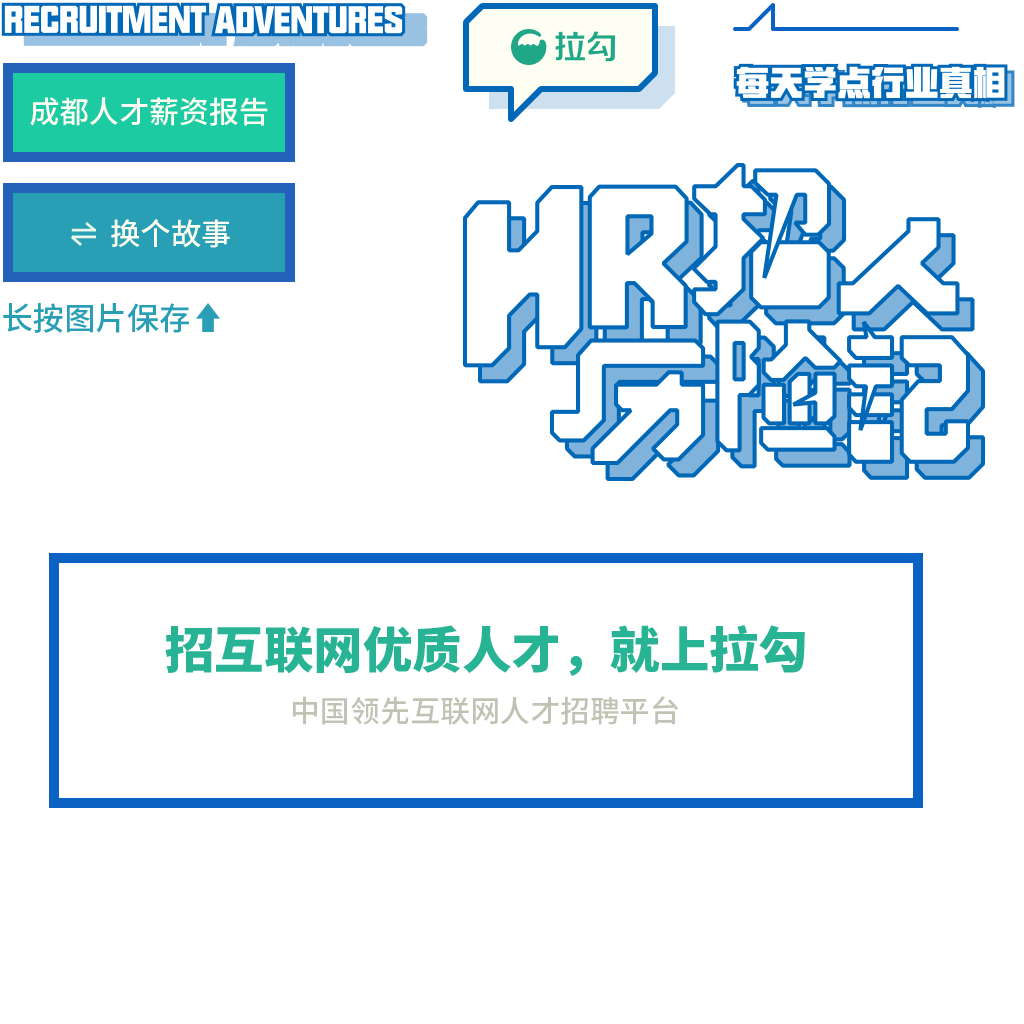 RECRUITMENT ADVENTURES
成都人才薪资报告
⇌ 换个故事
长按图片保存
拉勾
每天学点行业真相
HR招人
历险记
招互联网优质人才，就上拉勾
中国领先互联网人才招聘平台